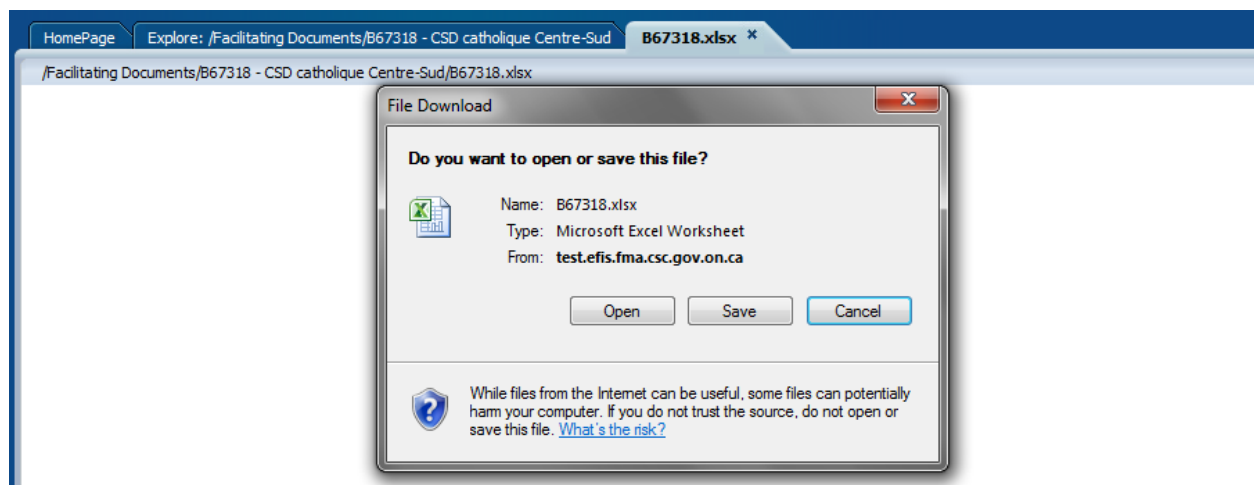 HomePage Explore: /Facilitating Documents/B67318 - CSD catholique Centre-Sud B67318.xlsx ×
/Facilitating Documents/B67318 - CSD catholique Centre-Sud/B67318.xlsx
File Download
Do you want to open or save this file?
Name: B67318.xlsx
Type: Microsoft Excel Worksheet
From: test.efis.fma.csc.gov.on.ca
Open Save Cancel
While files from the Internet can be useful, some files can potentially
harm your computer. If you do not trust the source, do not open or
save this file. What's the risk?